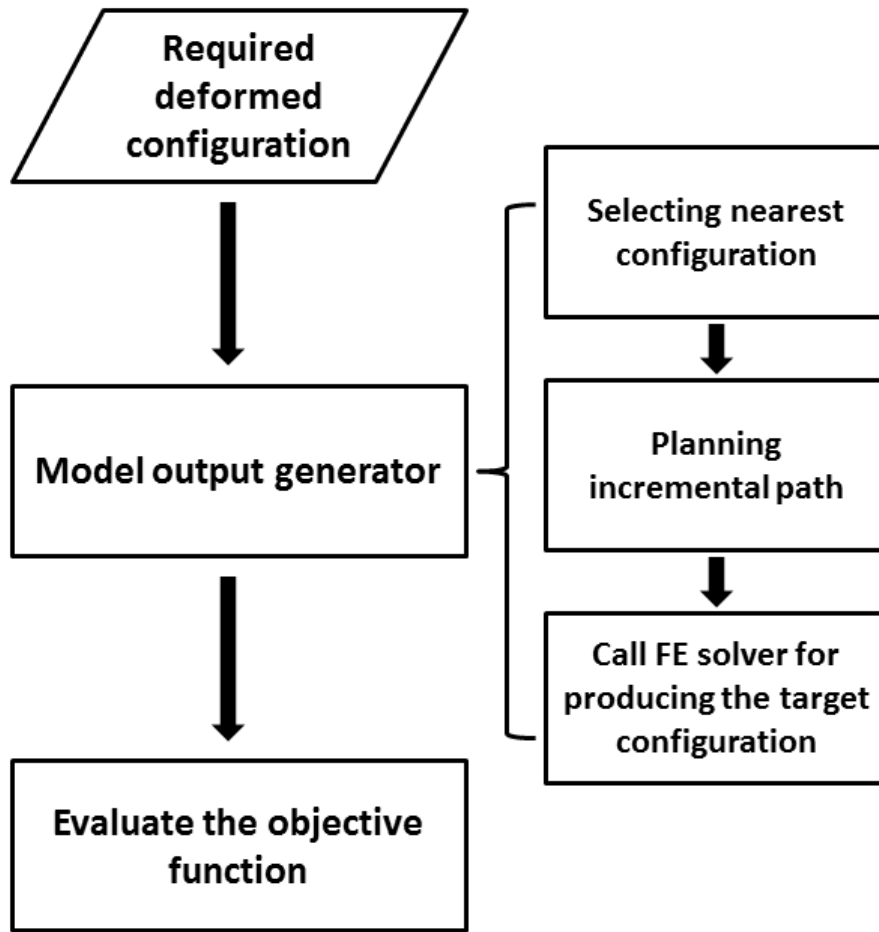 Required
deformed
configuration
Model output generator
Evaluate the objective
function
Selecting nearest
configuration
Planning
incremental path
Call FE solver for
producing the target
configuration